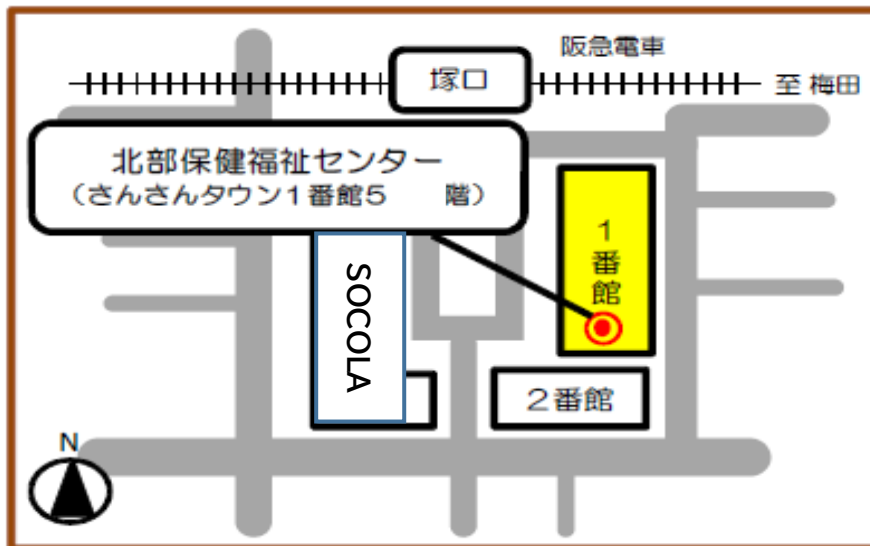 阪急電車
塚口
至 梅田
北部保健福祉センター
（さんさんタウン１番館５　　階）
１番館
SOCOLA
２番館
N